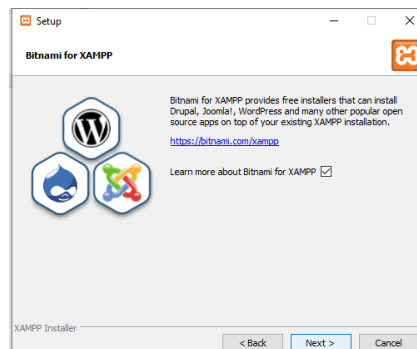 Setup
Bitnami for XAMPP
Bitnami for XAMPP provides free installers that can install
Drupal, Joomla!, WordPress and many other popular open
source apps on top of your existing XAMPP installation.
https://bitnami.com/xampp
Learn more about Bitnami for XAMPP
XAMPP Installer
< Back Next > Cancel